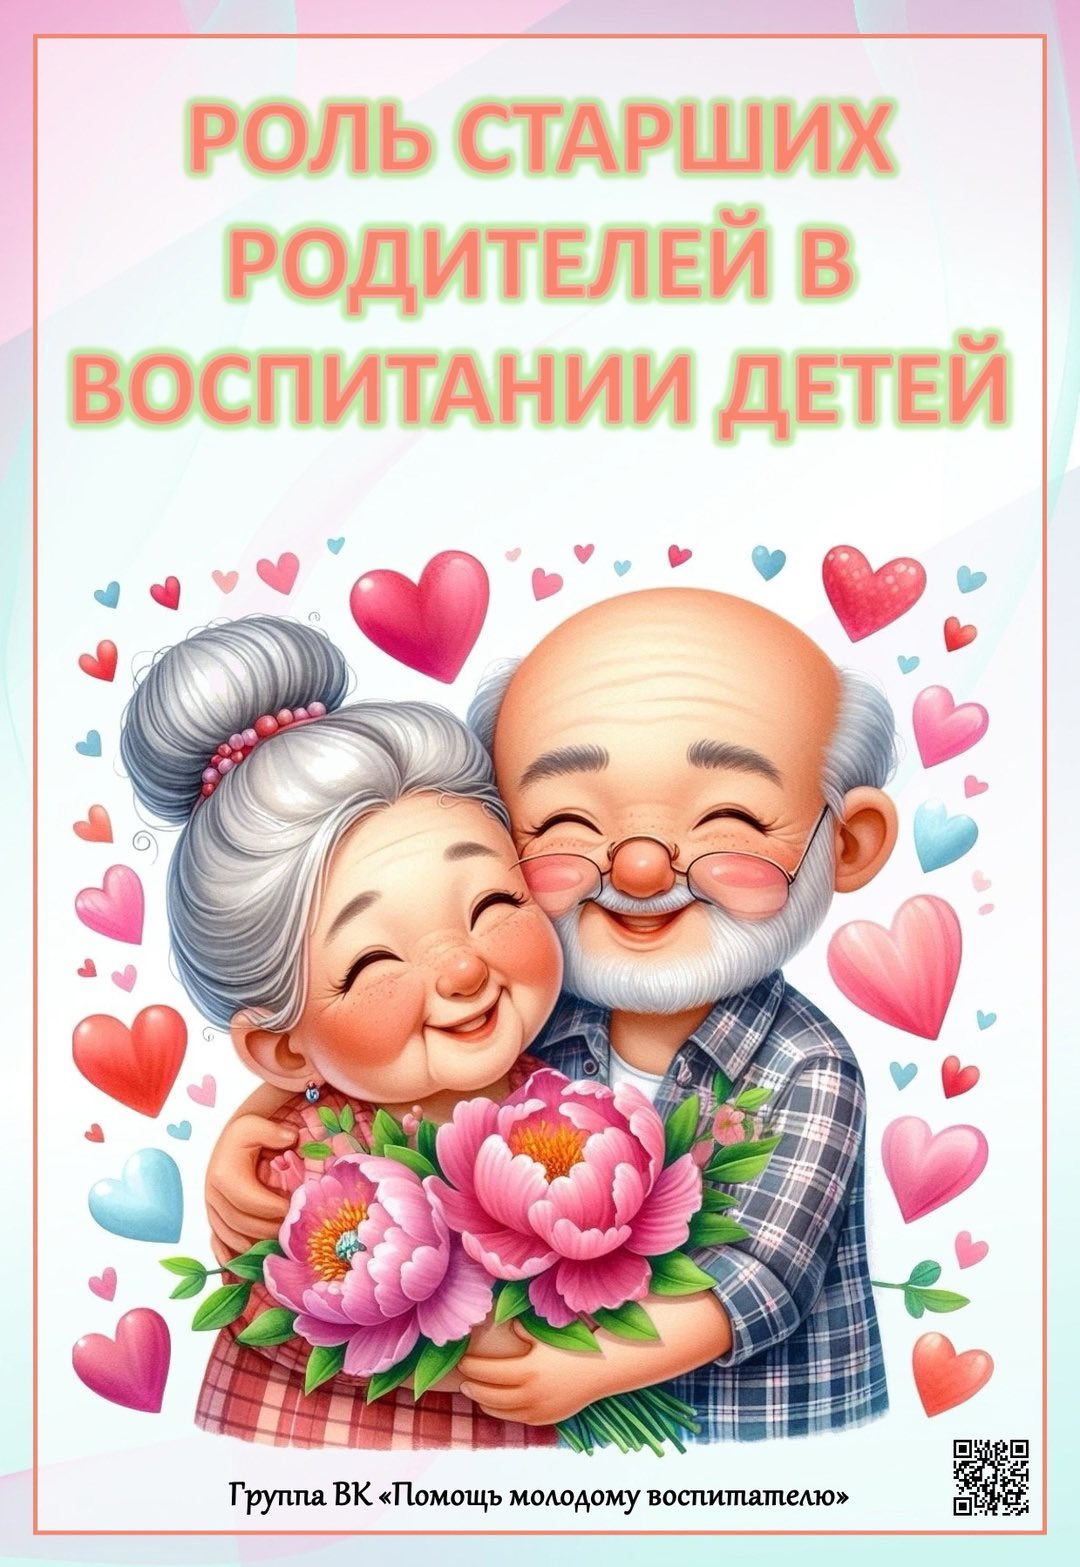 РОЛЬ СТАРШИХ
РОДИТЕЛЕЙ В
ВОСПИТАНИИ ДЕТЕЙ
Группа ВК «Помощь молодому воспитателю»